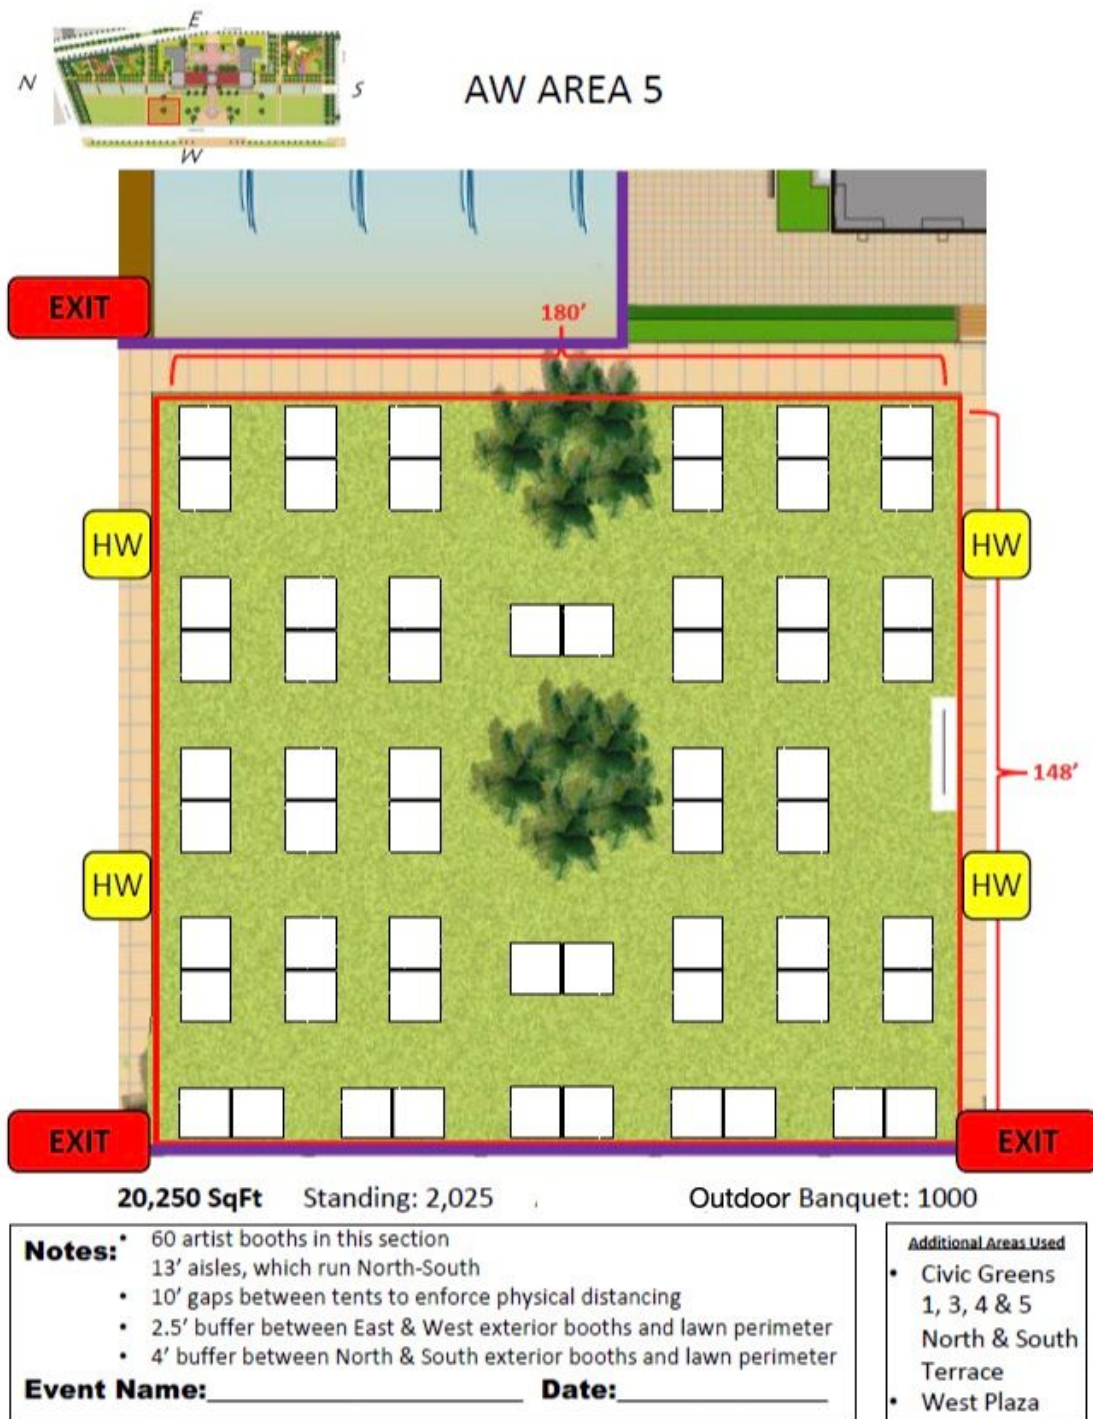 E
N
S
W
AW AREA 5
EXIT
180'
HW
HW
148'
HW
HW
EXIT
EXIT
20,250 SqFt Standing: 2,025 Outdoor Banquet: 1000
Notes:
• 60 artist booths in this section
13' aisles, which run North-South
• 10' gaps between tents to enforce physical distancing
• 2.5' buffer between East & West exterior booths and lawn perimeter
• 4' buffer between North & South exterior booths and lawn perimeter
Event Name:____________________ Date:______________
Additional Areas Used
• Civic Greens
1, 3, 4 & 5
North & South
Terrace
• West Plaza